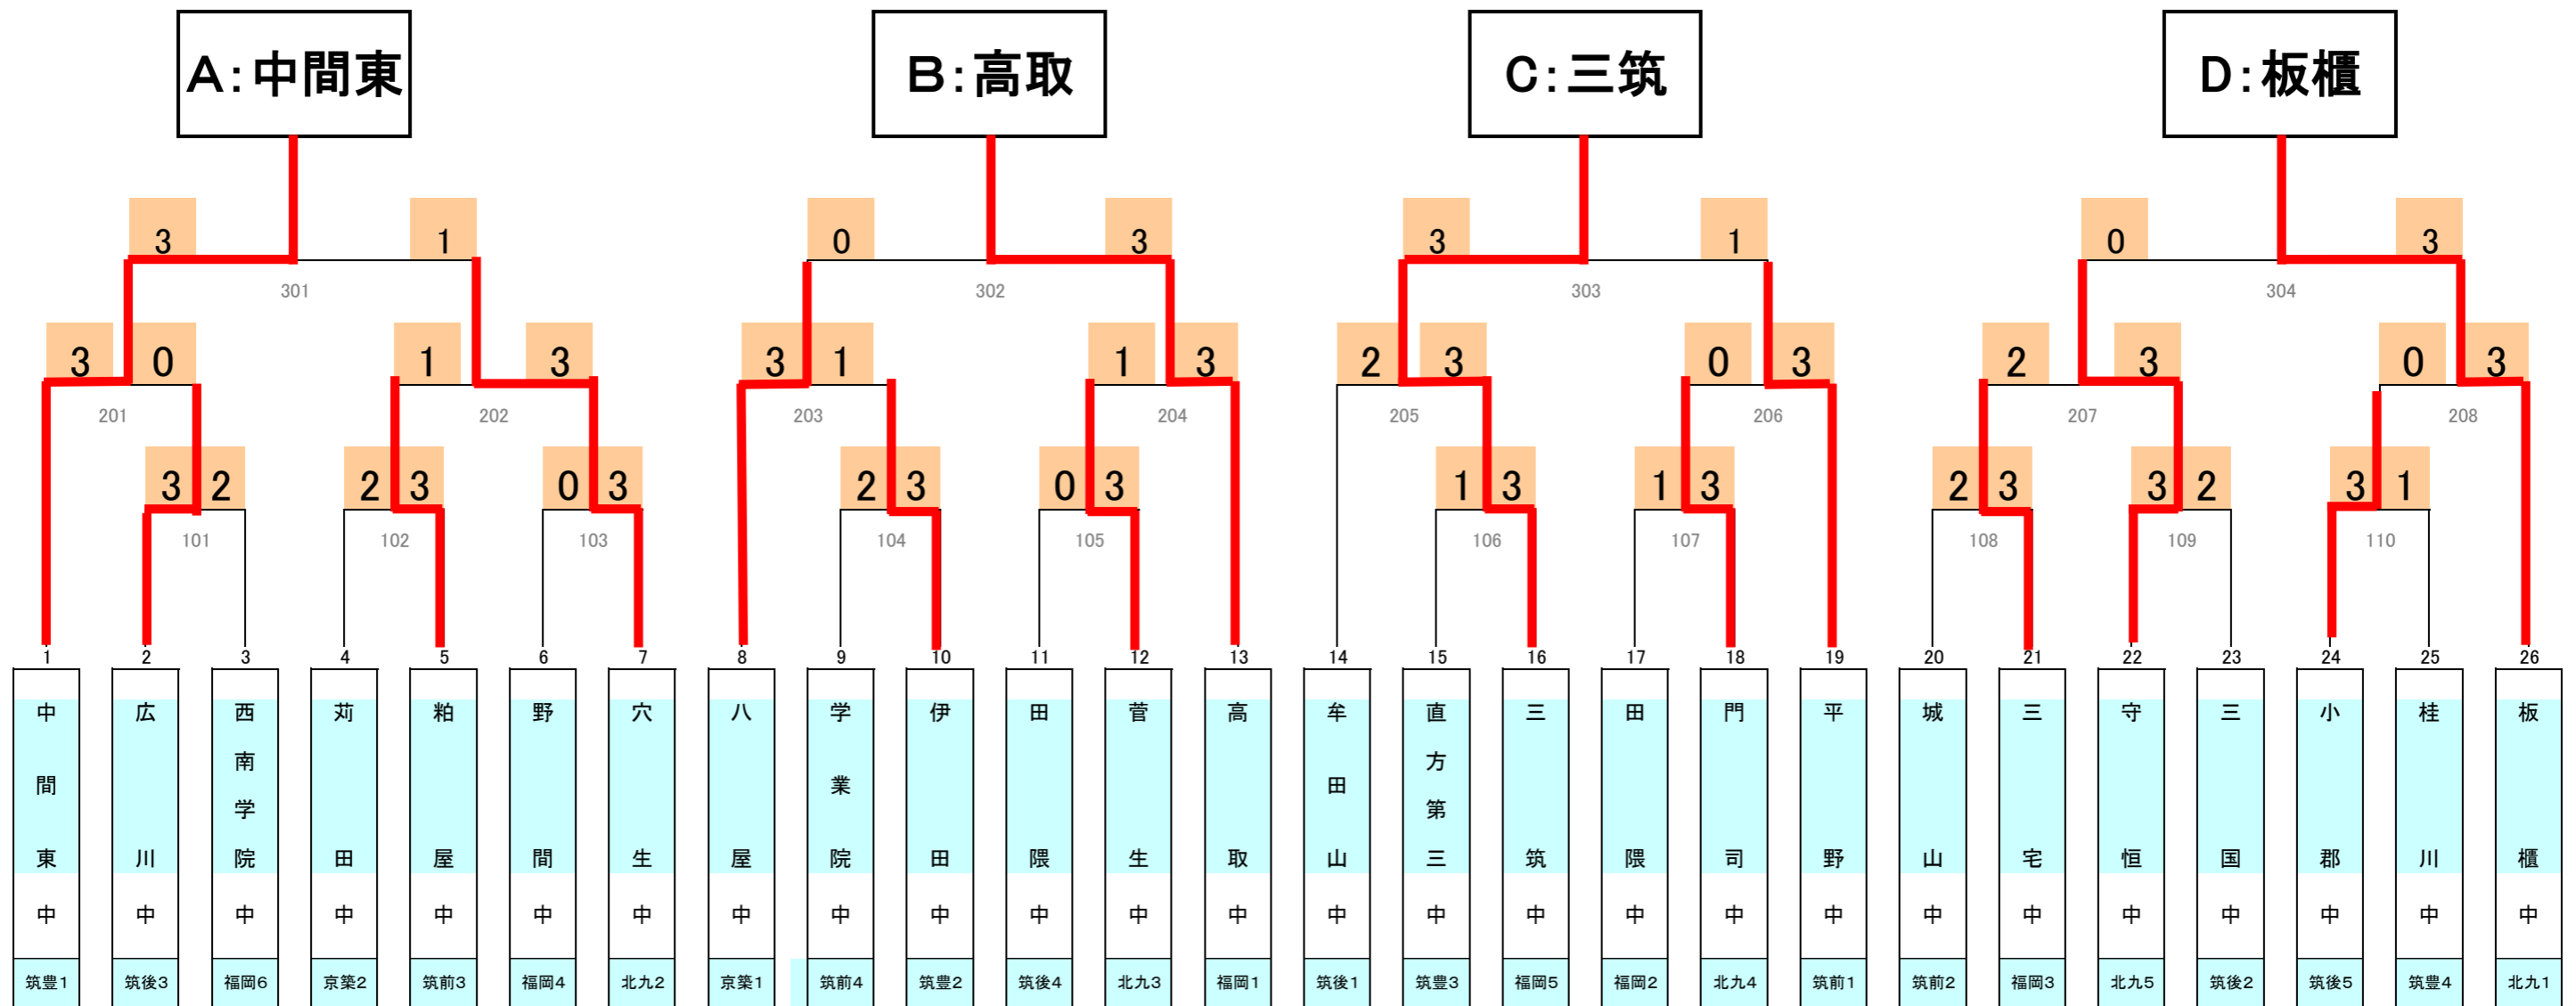 A:中間東 B:高取 C:三筑 D:板櫃
3 1 0 3 3 1 0 3
301 302 303 304
3 0 1 3 3 1 1 3 2 3 0 3 2 3 0 3
201 202 203 204 205 206 207 208
3 2 2 3 0 3 2 3 0 3 1 3 1 3 2 3 3 2 3 1
101 102 103 104 105 106 107 108 109 110
1 2 3 4 5 6 7 8 9 10 11 12 13 14 15 16 17 18 19 20 21 22 23 24 25 26
中間東中
広川中
西南学院中
苅田中
粕屋中
野間中
穴生中
八屋中
学業院中
伊田中
田隈中
菅生中
高取中
牟田山中
直方第三中
三筑中
田隈中
門司中
平野中
城山中
三宅中
守恒中
三国中
小郡中
桂川中
板櫃中
筑豊1 筑後3 福岡6 京築2 筑前3 福岡4 北九2 京築1 筑前4 筑豊2 筑後4 北九3 福岡1 筑後1 筑豊3 福岡5 福岡2 北九4 筑前1 筑前2 福岡3 北九5 筑後2 筑後5 筑豊4 北九1